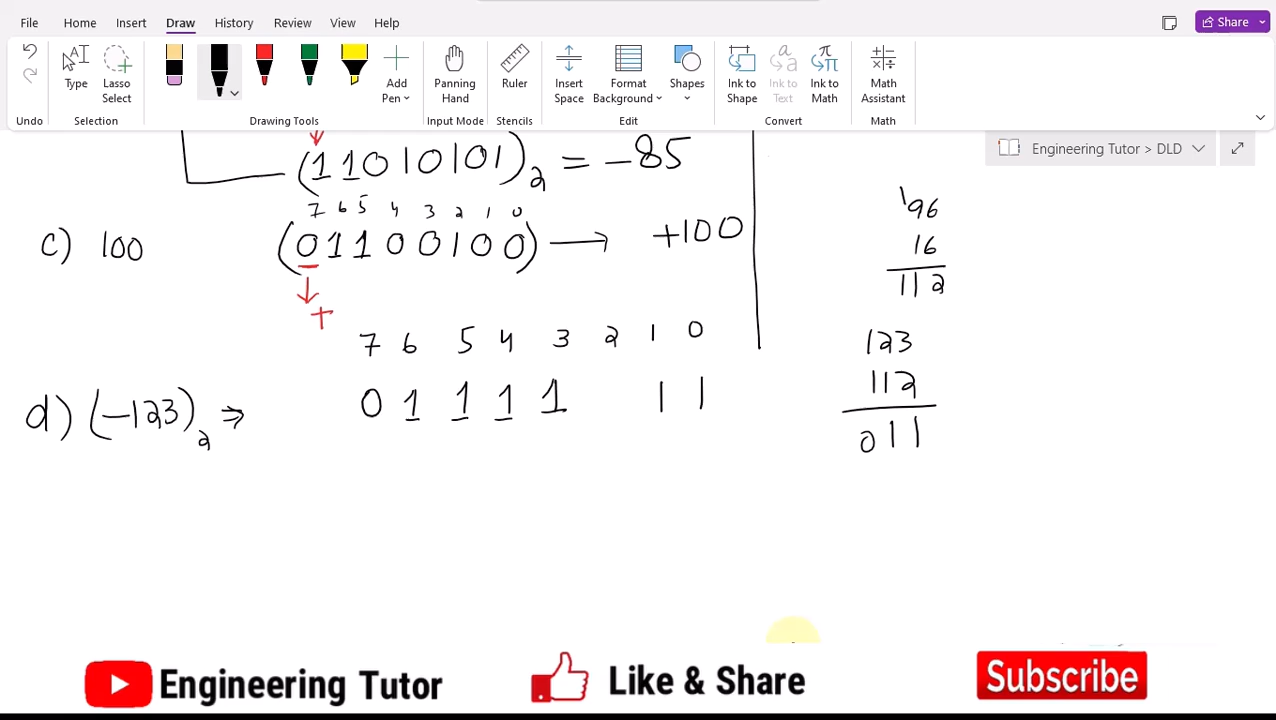 File Home Insert Draw History Review View Help Share
Type Lasso Select Add Pen Panning Hand Ruler Insert Space Format Background Shapes Ink to Shape Ink to Text Ink to Math Math Assistant
Undo Selection Drawing Tools Input Mode Stencils Edit Convert Math
Engineering Tutor > DLD
(11010101)2 = -85
7 6 5 4 3 2 1 0
c) 100 (01100100) → +100
+
7 6 5 4 3 2 1 0
d) (-123)2 ⇒ 0 1 1 1 1 1 1
1
96
16
112
123
112
011
Engineering Tutor Like & Share Subscribe